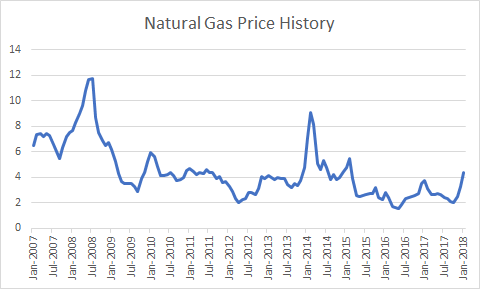 Natural Gas Price History
14
12
10
8
6
4
2
0
Jan-2007
Jul-2007
Jan-2008
Jul-2008
Jan-2009
Jul-2009
Jan-2010
Jul-2010
Jan-2011
Jul-2011
Jan-2012
Jul-2012
Jan-2013
Jul-2013
Jan-2014
Jul-2014
Jan-2015
Jul-2015
Jan-2016
Jul-2016
Jan-2017
Jul-2017
Jan-2018